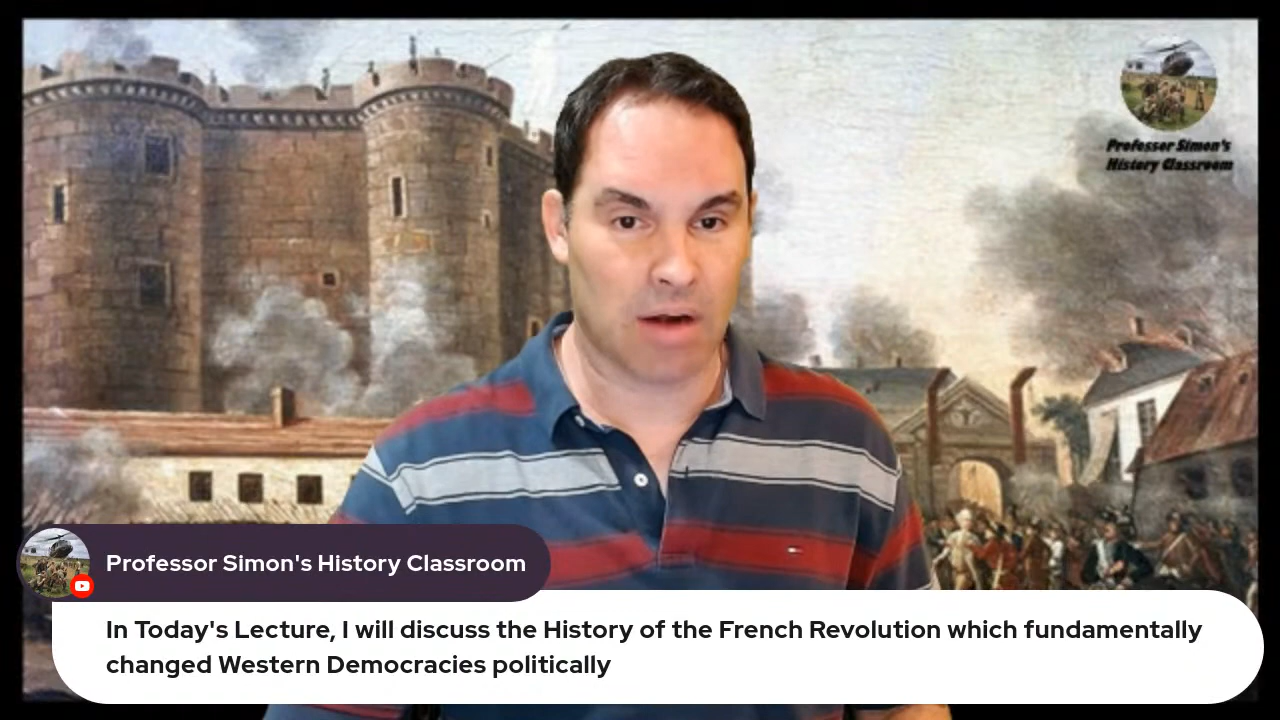 Professor Simon's
History Classroom
Professor Simon's History Classroom
In Today's Lecture, I will discuss the History of the French Revolution which fundamentally
changed Western Democracies politically